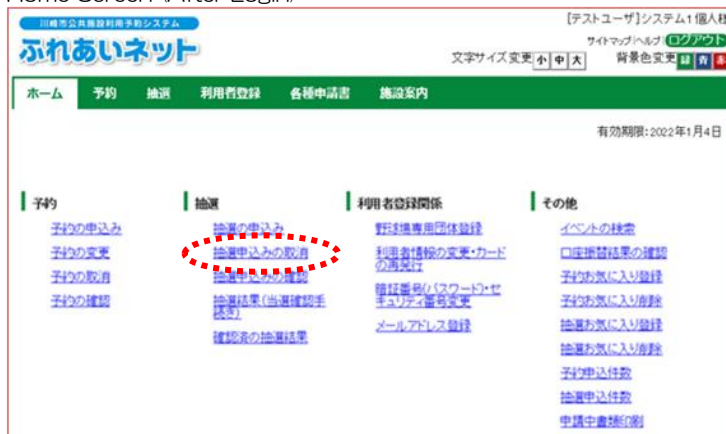 Home Screen (After Login)
川崎市公共施設利用予約システム
ふれあいネット
[テストユーザ]システム1個人様
サイトマップ|ヘルプ|ログアウト
文字サイズ変更 小 中 大 背景色変更 緑 青 赤
ホーム 予約 抽選 利用者登録 各種申請書 施設案内
有効期限:2022年1月4日
予約
予約の申込み
予約の変更
予約の取消
予約の確認
抽選
抽選の申込み
抽選申込みの取消
抽選申込みの確認
抽選結果(当選確認手
続き)
確認済の抽選結果
利用者登録関係
野球場専用団体登録
利用者情報の変更・カード
の再発行
暗証番号(パスワード)・セ
キュリティ番号変更
メールアドレス登録
その他
イベントの検索
口座振替結果の確認
予約お気に入り登録
予約お気に入り削除
抽選お気に入り登録
抽選お気に入り削除
予約申込件数
抽選申込件数
申請中書類印刷